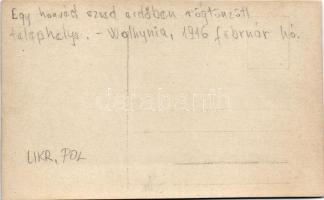 Egy honvéd ezred erdőben rögtönzött
telephelye. - Wolhynia, 1916 február hó.
UKR, POL